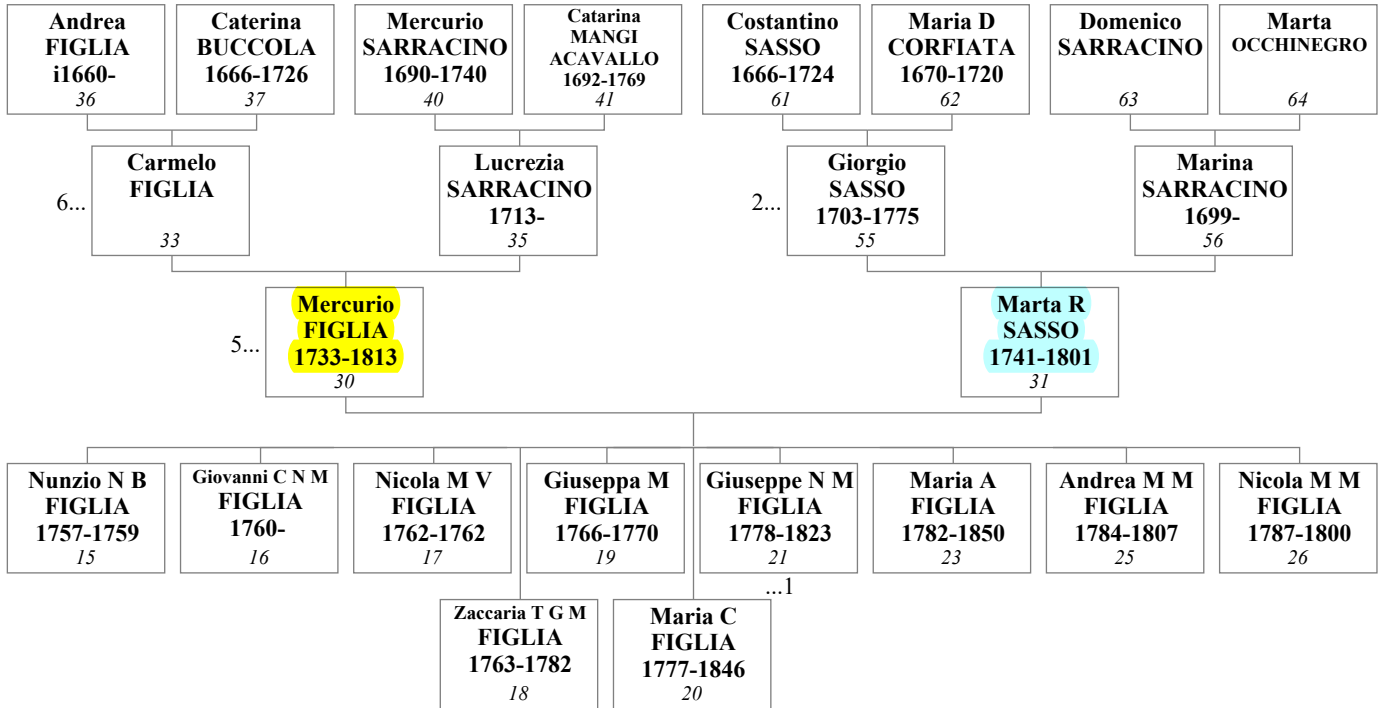 Andrea
FIGLIA
i1660-
36
Caterina
BUCCOLA
1666-1726
37
Mercurio
SARRACINO
1690-1740
40
Catarina
MANGI
ACAVALLO
1692-1769
41
Costantino
SASSO
1666-1724
61
Maria D
CORFIATA
1670-1720
62
Domenico
SARRACINO
63
Marta
OCCHINEGRO
64
6...
Carmelo
FIGLIA
33
Lucrezia
SARRACINO
1713-
35
2...
Giorgio
SASSO
1703-1775
55
Marina
SARRACINO
1699-
56
5...
Mercurio
FIGLIA
1733-1813
30
Marta R
SASSO
1741-1801
31
Nunzio N B
FIGLIA
1757-1759
15
Giovanni C N M
FIGLIA
1760-
16
Nicola M V
FIGLIA
1762-1762
17
Giuseppa M
FIGLIA
1766-1770
19
Giuseppe N M
FIGLIA
1778-1823
21
...1
Maria A
FIGLIA
1782-1850
23
Andrea M M
FIGLIA
1784-1807
25
Nicola M M
FIGLIA
1787-1800
26
Zaccaria T G M
FIGLIA
1763-1782
18
Maria C
FIGLIA
1777-1846
20